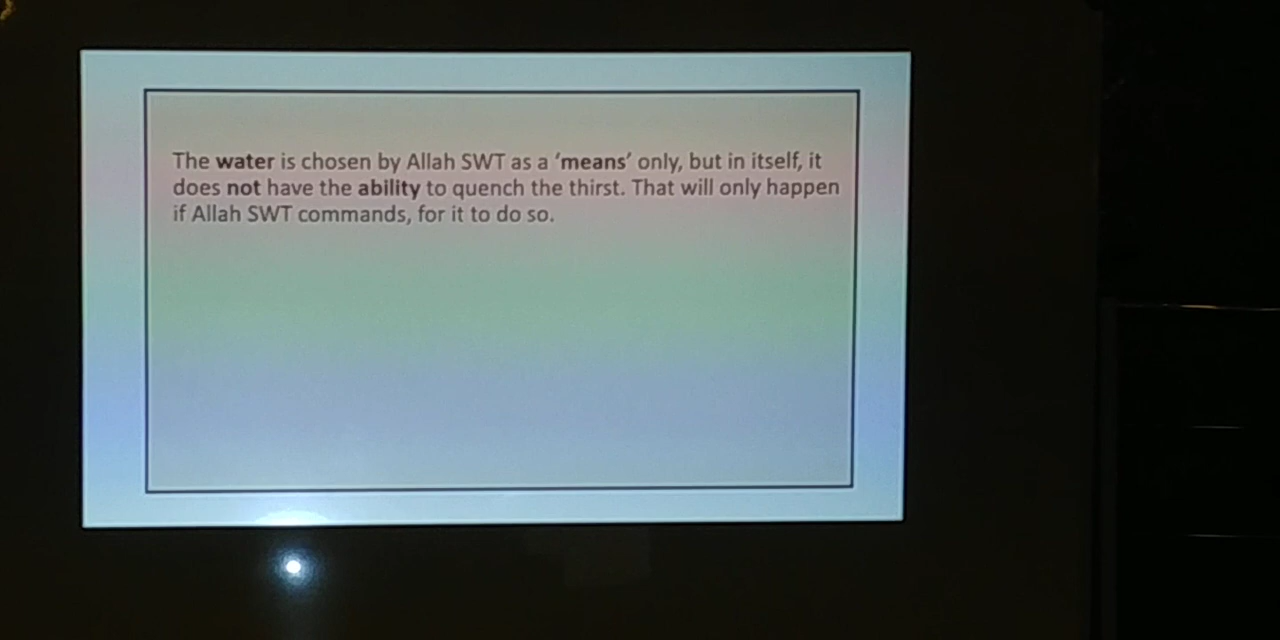 The water is chosen by Allah SWT as a ‘means’ only, but in itself, it
does not have the ability to quench the thirst. That will only happen
if Allah SWT commands, for it to do so.